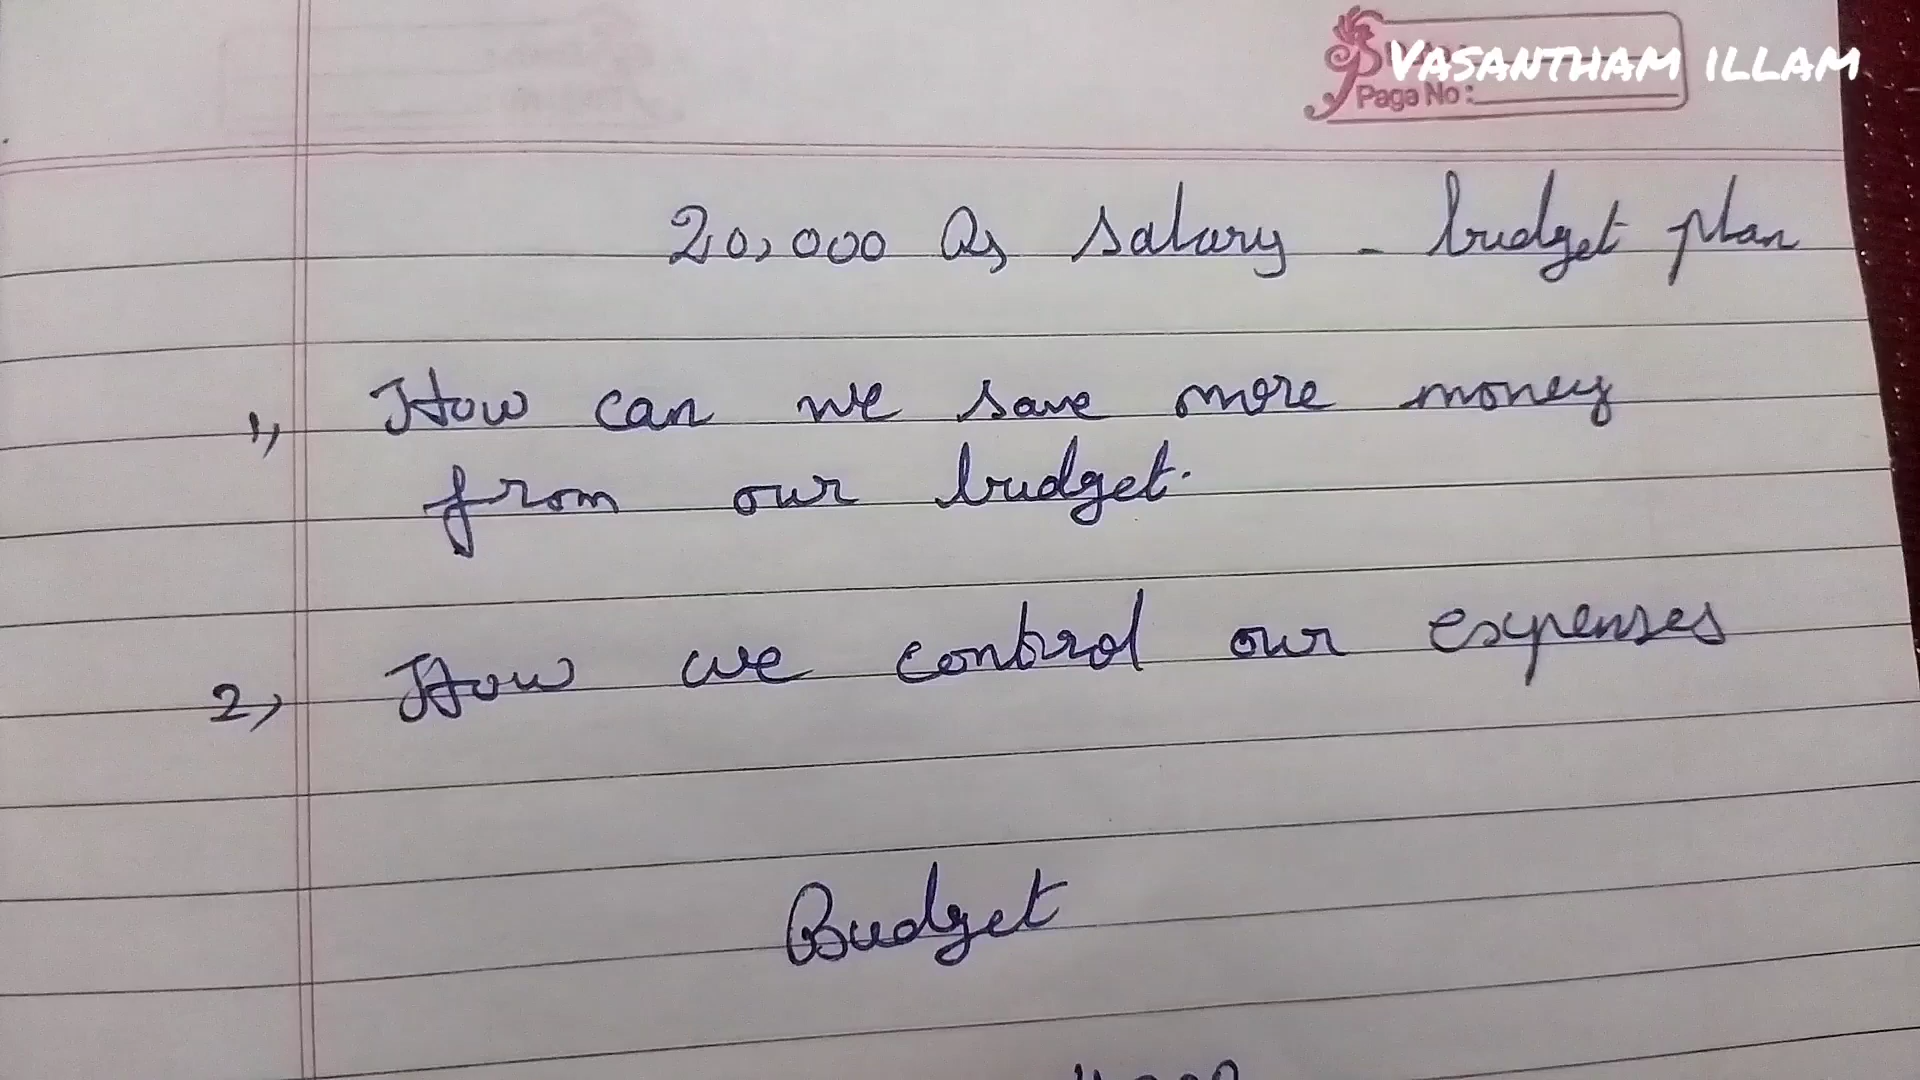 VASANTHAM ILLAM
Page No:
20,000 Rs salary - budget plan
1, How can we save more money
from our budget.
2, How we control our expenses
Budget